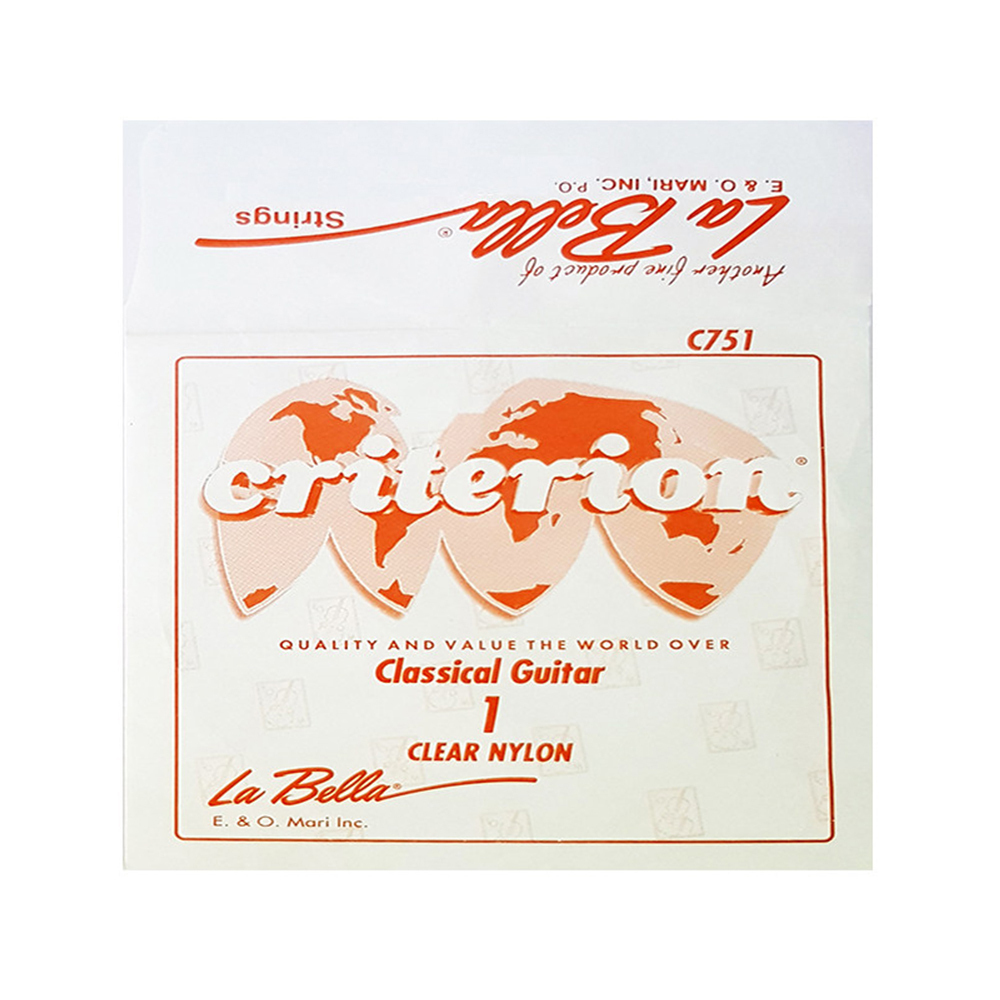 Another fine product of
La Bella® Strings
E. & O. MARI, INC. P.O.
C751
criterion®
QUALITY AND VALUE THE WORLD OVER
Classical Guitar
1
CLEAR NYLON
La Bella®
E. & O. Mari Inc.